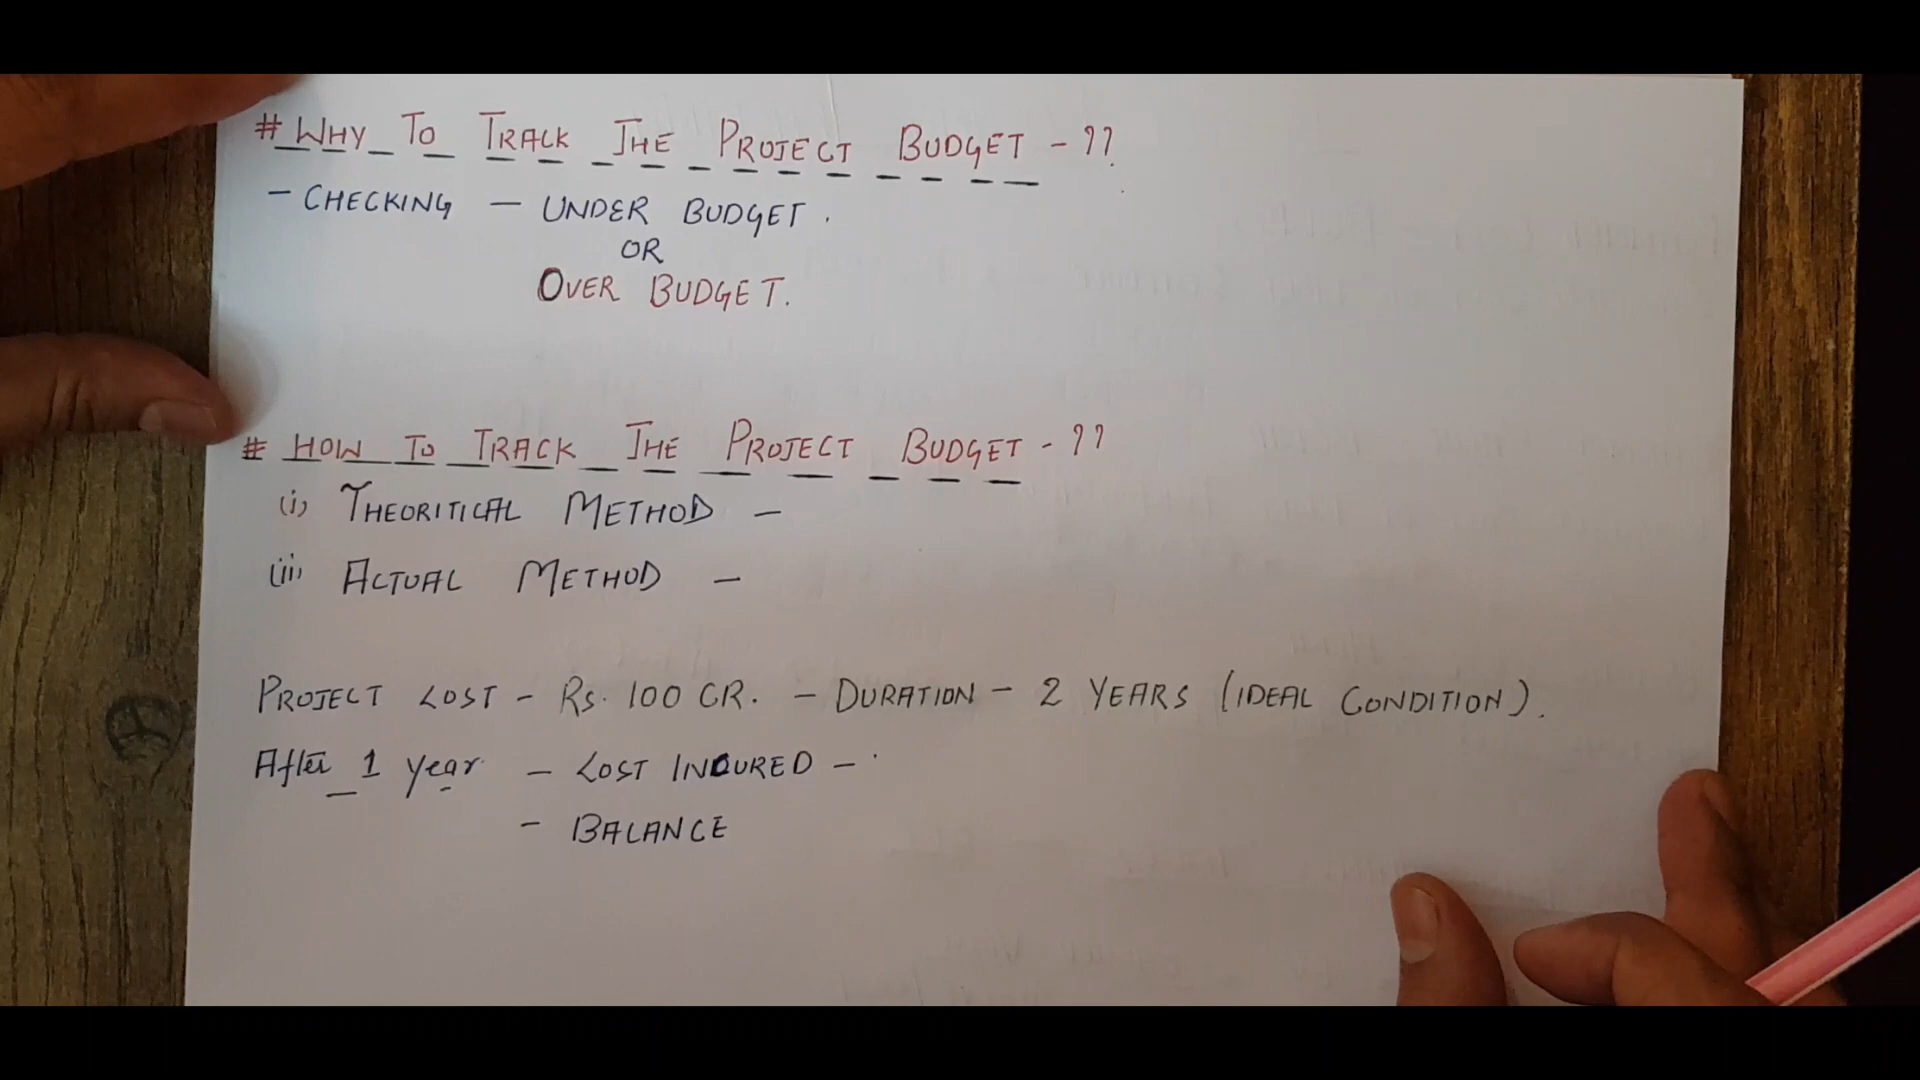 # WHY TO TRACK THE PROJECT BUDGET - ??
- CHECKING - UNDER BUDGET.
OR
OVER BUDGET.
# HOW TO TRACK THE PROJECT BUDGET - ??
(i) THEORITICAL METHOD -
(ii) ACTUAL METHOD -
PROJECT COST - Rs. 100 CR. - DURATION - 2 YEARS (IDEAL CONDITION).
After 1 year - COST INCURED -
- BALANCE